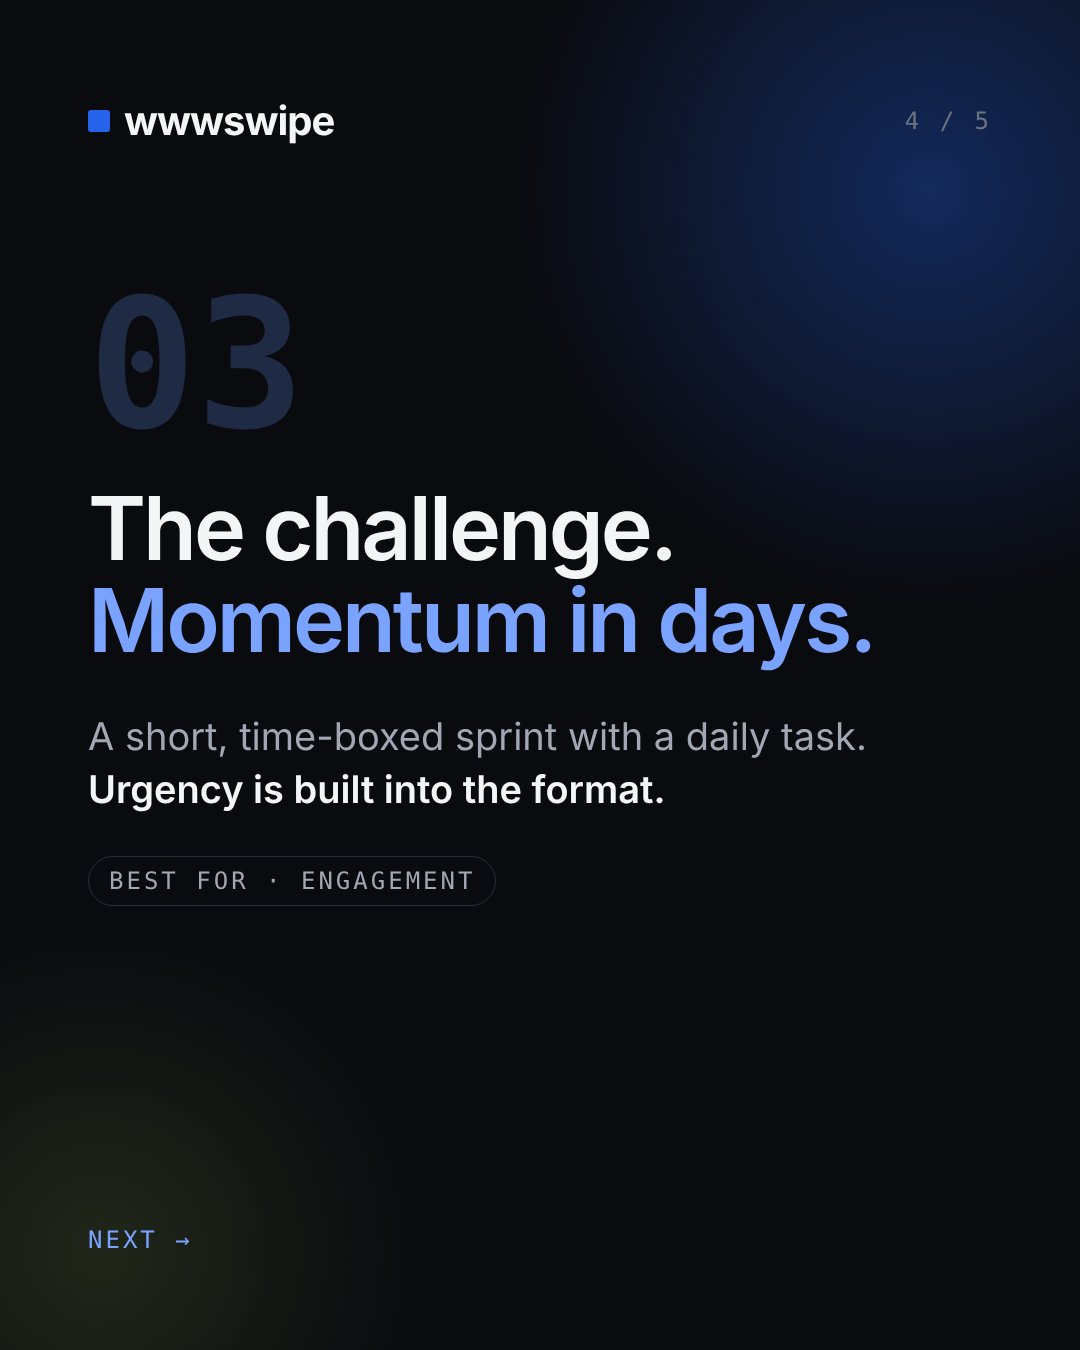 wwwswipe
4 / 5
03
The challenge.
Momentum in days.
A short, time-boxed sprint with a daily task.
Urgency is built into the format.
BEST FOR · ENGAGEMENT
NEXT →